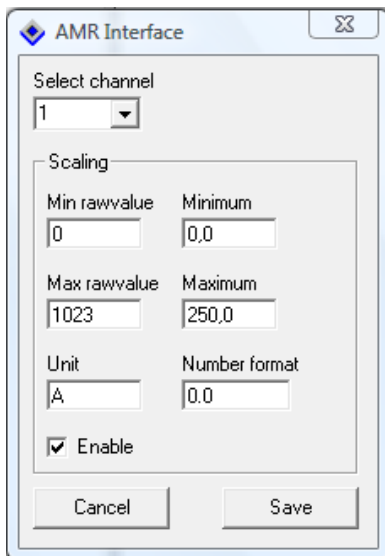 AMR Interface
Select channel
1
Scaling
Min rawvalue Minimum
0 0,0
Max rawvalue Maximum
1023 250,0
Unit Number format
A 0.0
Enable
Cancel Save